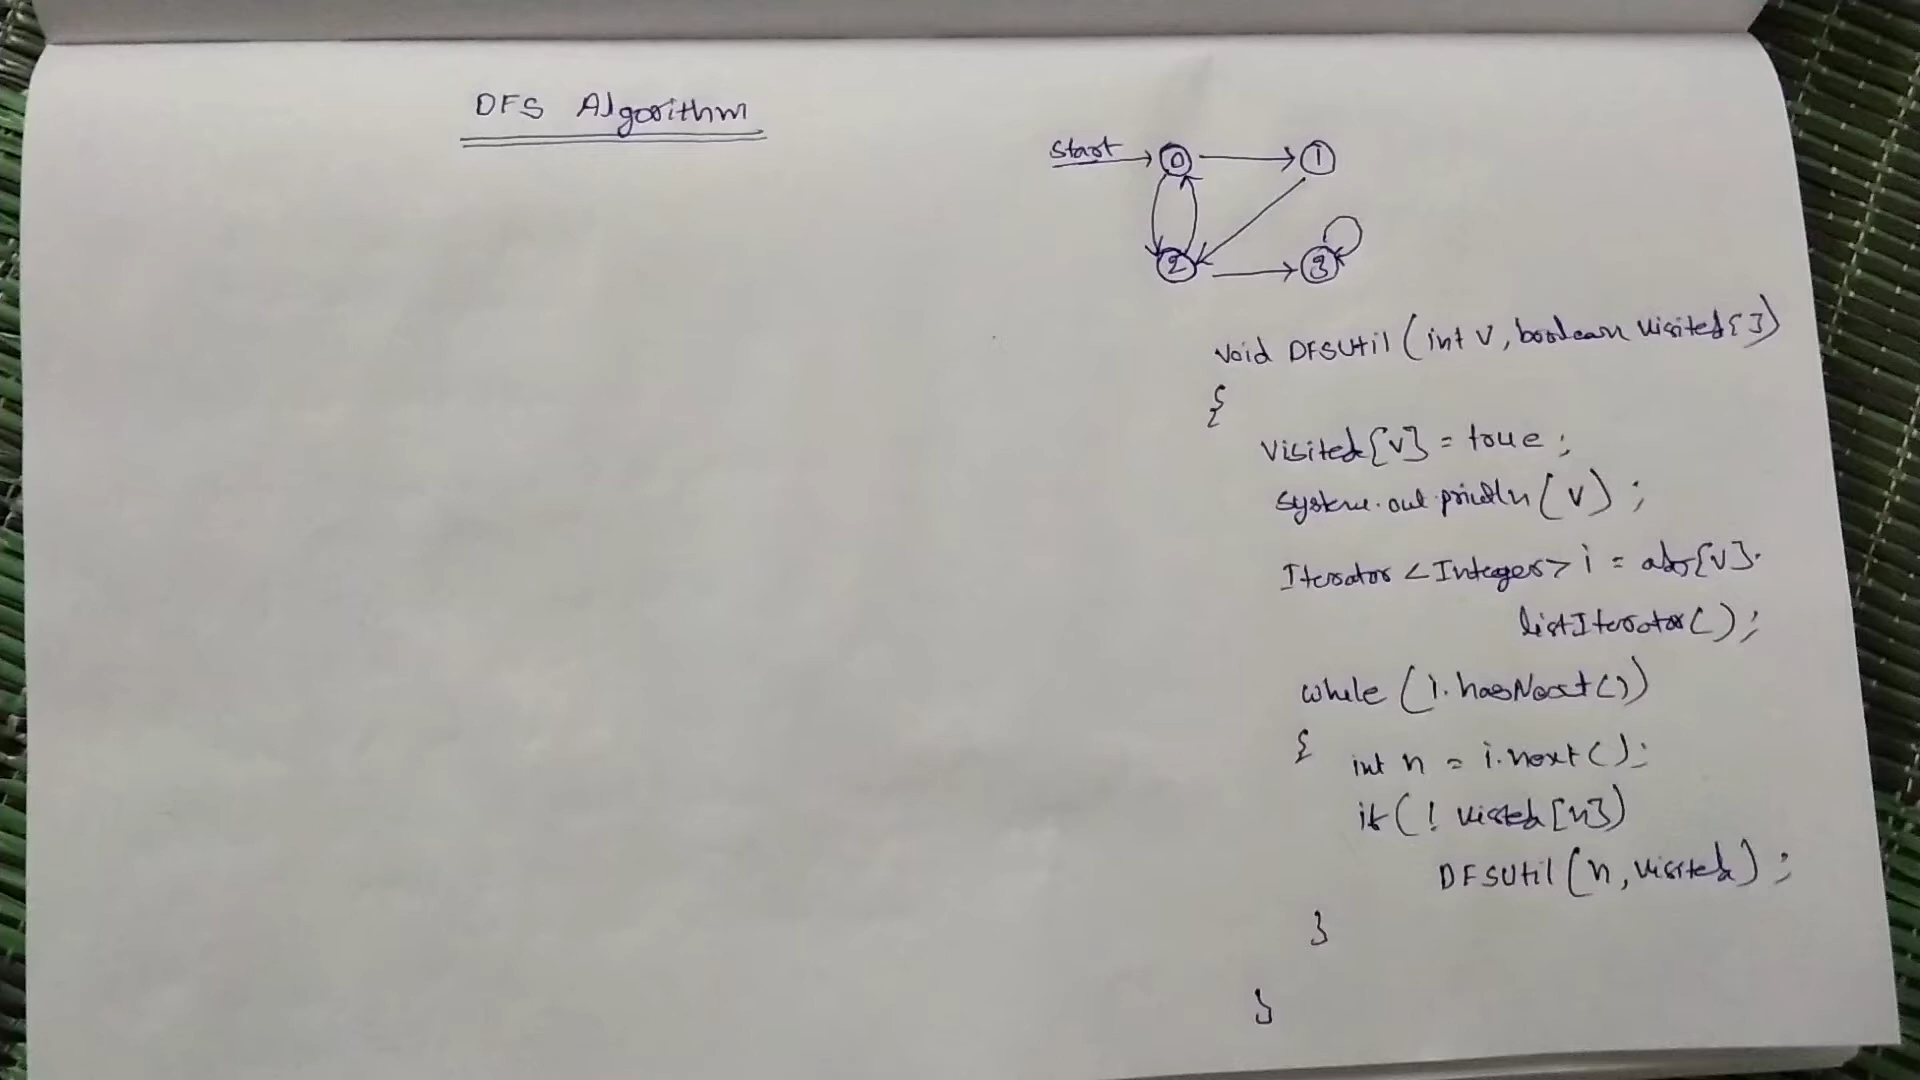 DFS Algorithm
start
0
1
2
3
void DFSUtil (int v, boolean visited[])
{
visited[v] = true;
System.out.println(v);
Iterator <Integer> i = adj[v].
listIterator();
while (i.hasNext())
{ int n = i.next();
if (! visited[n])
DFSUtil (n, visited);
}
}